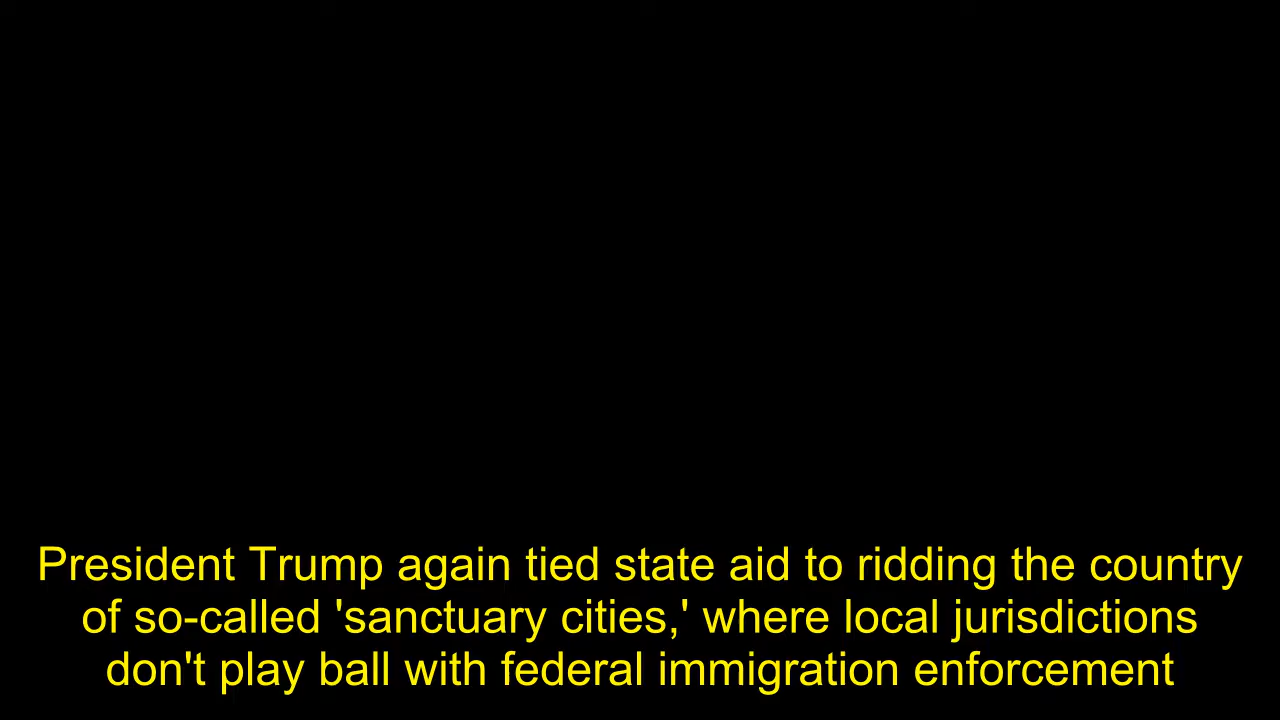 President Trump again tied state aid to ridding the country
of so-called 'sanctuary cities,' where local jurisdictions
don't play ball with federal immigration enforcement